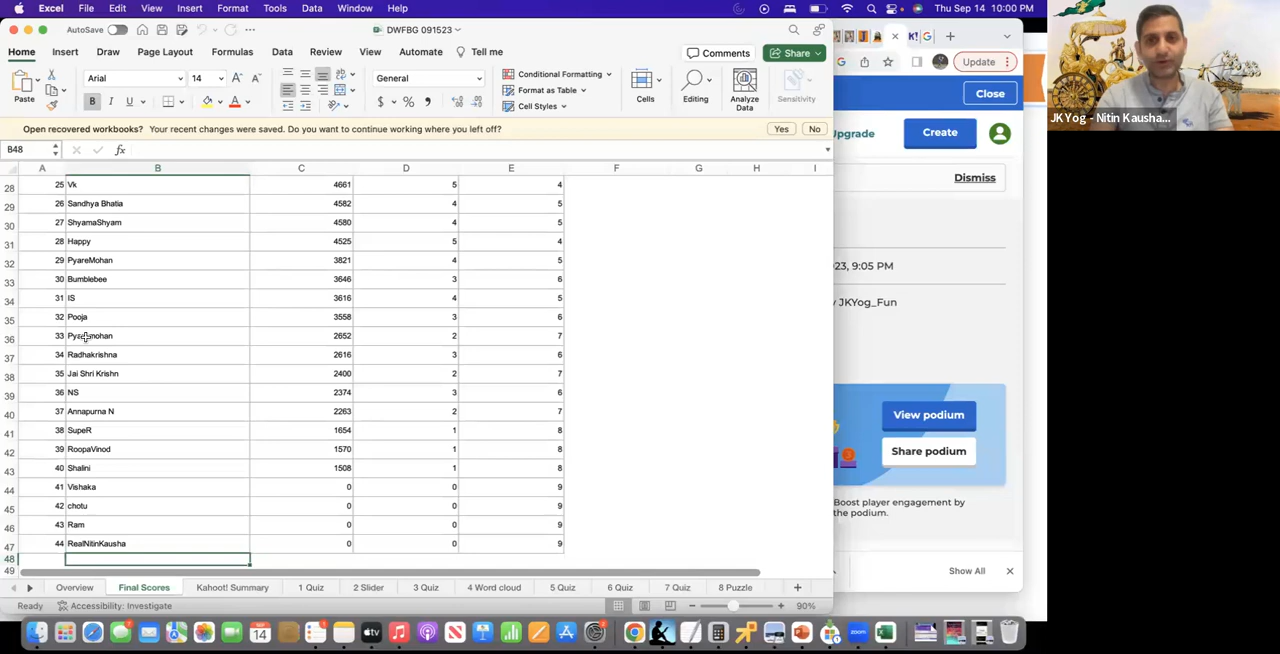 Excel File Edit View Insert Format Tools Data Window Help Thu Sep 14 10:00 PM
AutoSave DWFBG 091523
Home Insert Draw Page Layout Formulas Data Review View Automate Tell me Comments Share
Paste Arial 14 General Conditional Formatting Format as Table Cell Styles Cells Editing Analyze Data Sensitivity
B I U $ %
Open recovered workbooks? Your recent changes were saved. Do you want to continue working where you left off? Yes No
B48 fx
A B C D E F G H I
28 25 Vk 4661 5 4
29 26 Sandhya Bhatia 4582 4 5
30 27 ShyamaShyam 4580 4 5
31 28 Happy 4525 5 4
32 29 PyareMohan 3821 4 5
33 30 Bumblebee 3646 3 6
34 31 IS 3616 4 5
35 32 Pooja 3558 3 6
36 33 Pyaremohan 2652 2 7
37 34 Radhakrishna 2616 3 6
38 35 Jai Shri Krishn 2400 2 7
39 36 NS 2374 3 6
40 37 Annapurna N 2263 2 7
41 38 SupeR 1654 1 8
42 39 RoopaVinod 1570 1 8
43 40 Shalini 1508 1 8
44 41 Vishaka 0 0 9
45 42 chotu 0 0 9
46 43 Ram 0 0 9
47 44 RealNitinKausha 0 0 9
48
49
Overview Final Scores Kahoot! Summary 1 Quiz 2 Slider 3 Quiz 4 Word cloud 5 Quiz 6 Quiz 7 Quiz 8 Puzzle +
Ready Accessibility: Investigate 90%
Update
Close
Upgrade Create
Dismiss
023, 9:05 PM
JKYog_Fun
View podium
Share podium
Boost player engagement by
the podium.
Show All
JKYog - Nitin Kausha...